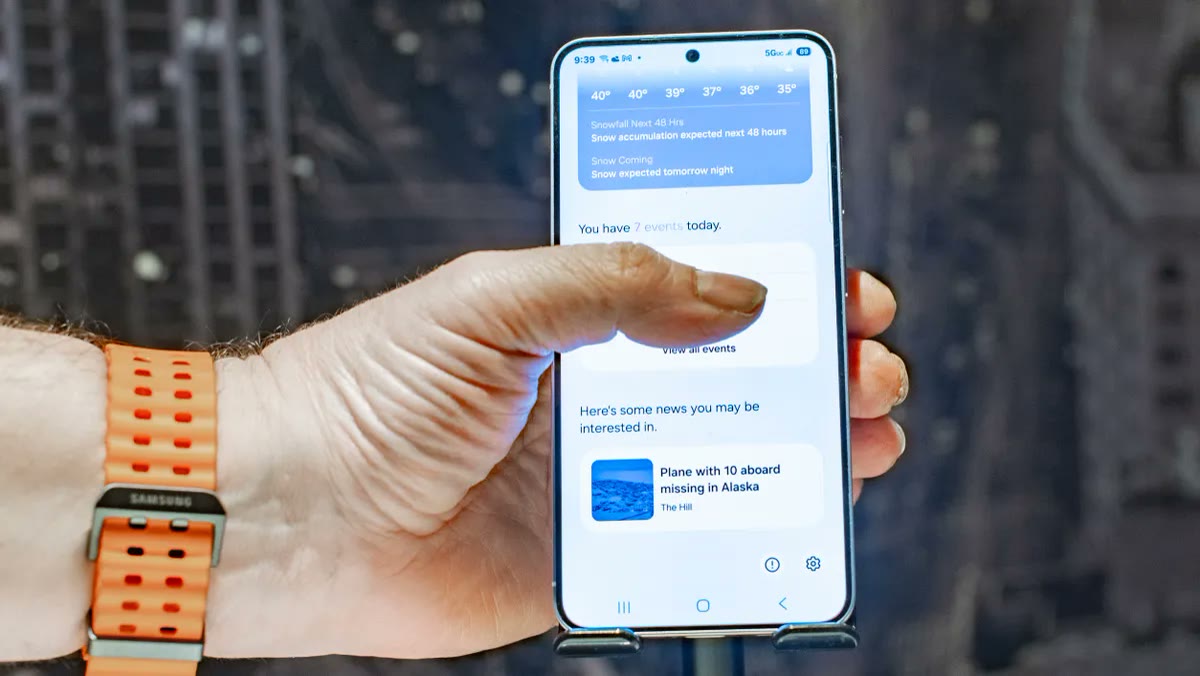 9:39
5G 89
40° 40° 39° 37° 36° 35°
Snowfall Next 48 Hrs
Snow accumulation expected next 48 hours
Snow Coming
Snow expected tomorrow night
You have 7 events today.
View all events
Here's some news you may be
interested in.
Plane with 10 aboard
missing in Alaska
The Hill
SAMSUNG